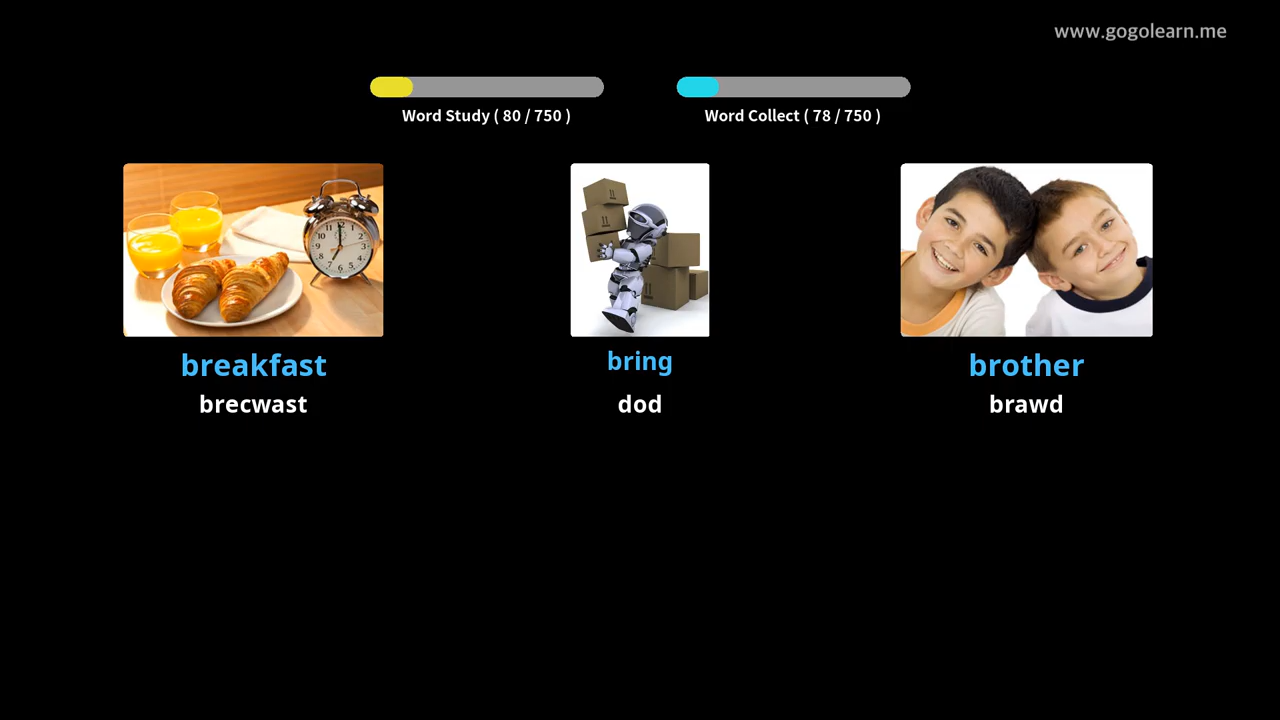 www.gogolearn.me
Word Study ( 80 / 750 )
Word Collect ( 78 / 750 )
breakfast
brecwast
bring
dod
brother
brawd